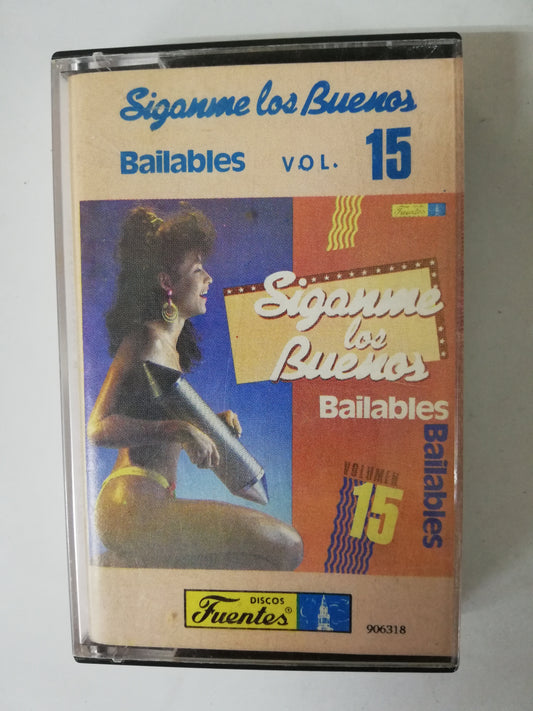 Siganme los Buenos
Bailables VOL. 15
Fuentes
Siganme
los
Buenos
Bailables
Bailables
VOLUMEN
15
DISCOS
Fuentes®
906318